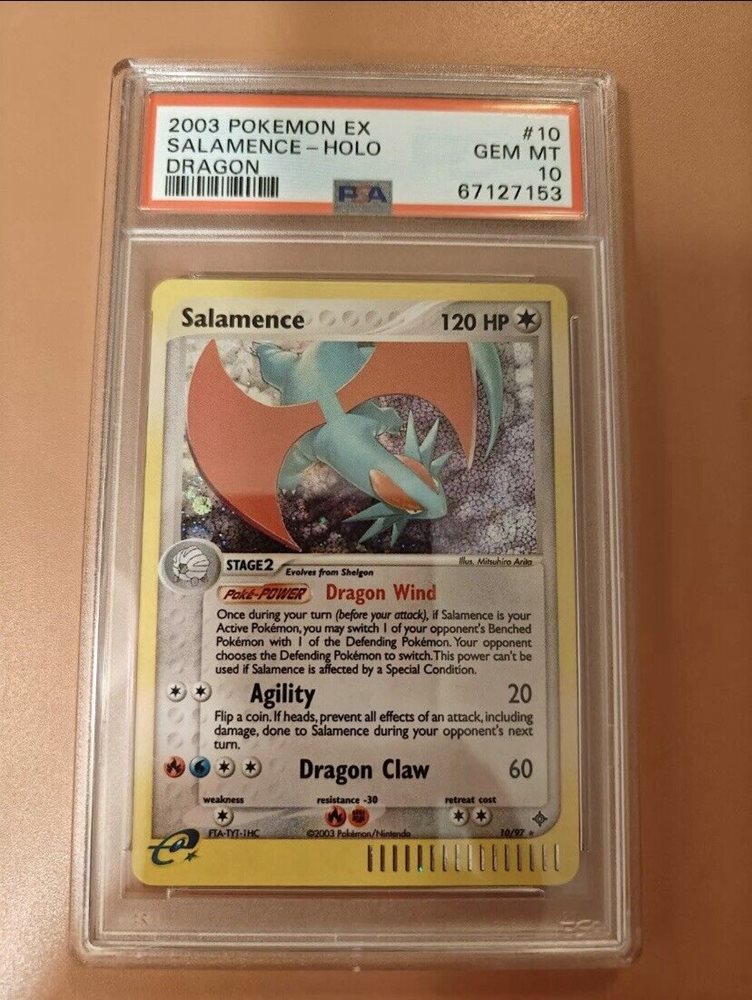 2003 POKEMON EX #10
SALAMENCE - HOLO GEM MT
DRAGON 10
PSA 67127153
Salamence 120 HP
STAGE2 Evolves from Shelgon Illus. Mitsuhiro Arita
Poké-POWER Dragon Wind
Once during your turn (before your attack), if Salamence is your
Active Pokémon, you may switch 1 of your opponent's Benched
Pokémon with 1 of the Defending Pokémon. Your opponent
chooses the Defending Pokémon to switch. This power can't be
used if Salamence is affected by a Special Condition.
Agility 20
Flip a coin. If heads, prevent all effects of an attack, including
damage, done to Salamence during your opponent's next
turn.
Dragon Claw 60
weakness resistance -30 retreat cost
FTA-TYT-1HC ©2003 Pokémon/Nintendo 10/97
e